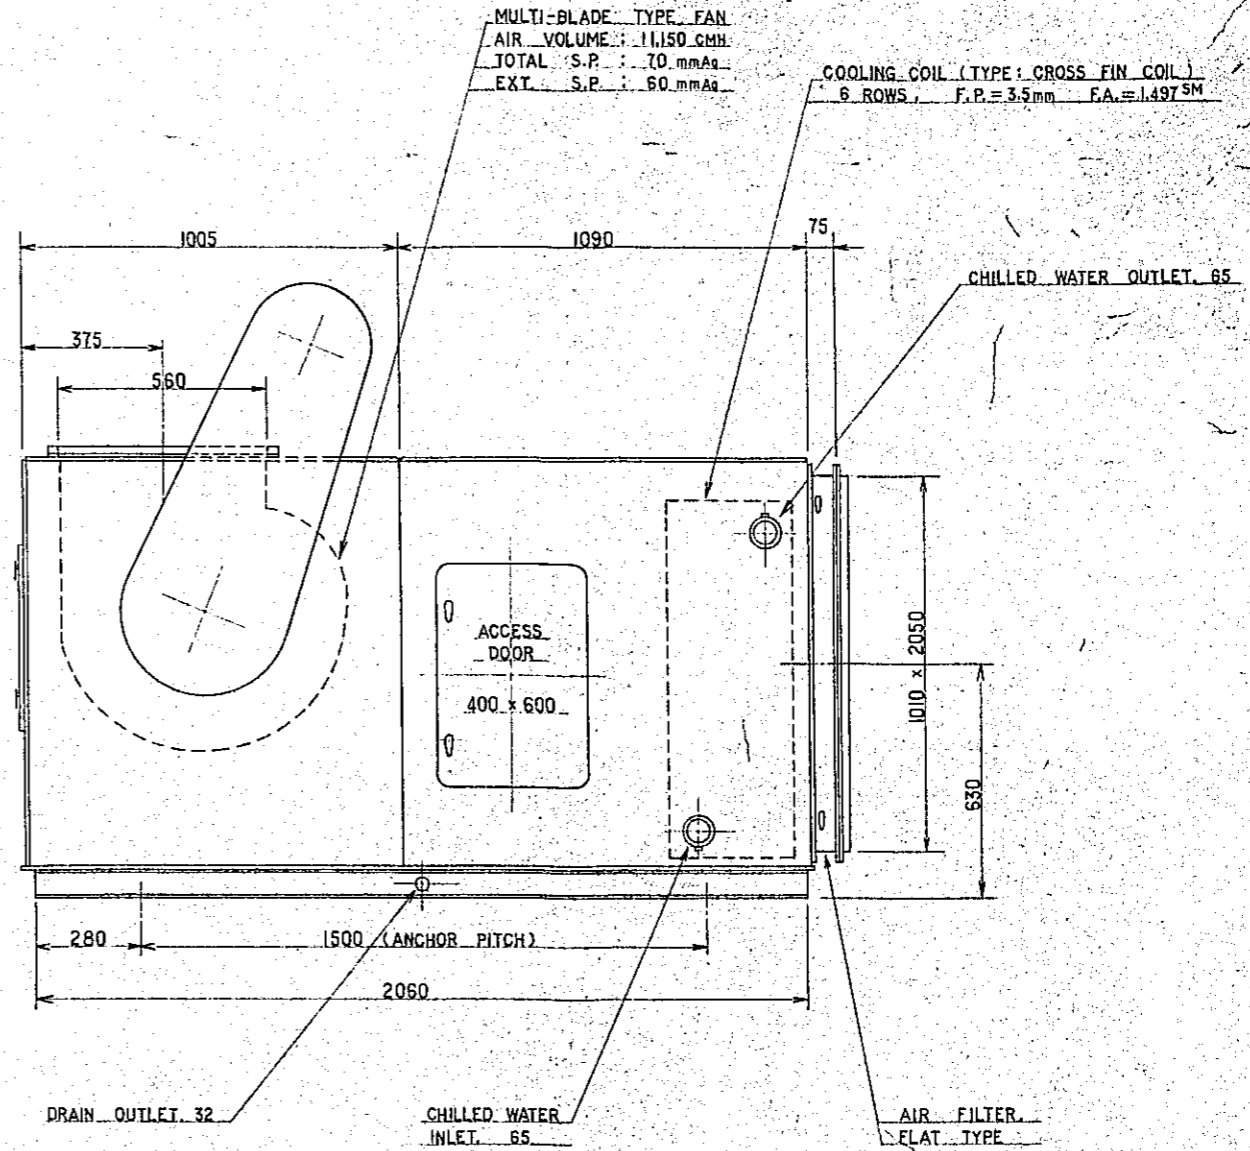 MULTI-BLADE TYPE FAN
AIR VOLUME : 11,150 CMH
TOTAL S.P. : 70 mmAq
EXT. S.P. : 60 mmAq
COOLING COIL (TYPE: CROSS FIN COIL)
6 ROWS, F.P.=3.5mm F.A.=1.497 SM
1005
1090
75
CHILLED WATER OUTLET, 65
375
560
ACCESS
DOOR
400 x 600
1010 x 2050
630
280
1500 (ANCHOR PITCH)
2060
DRAIN OUTLET, 32
CHILLED WATER
INLET, 65
AIR FILTER,
FLAT TYPE